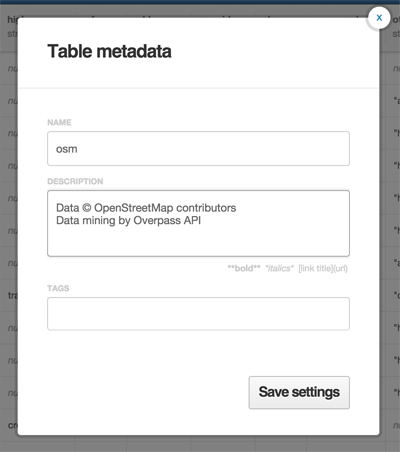 x
Table metadata
NAME
osm
DESCRIPTION
Data © OpenStreetMap contributors
Data mining by Overpass API
**bold** *italics* [link title](url)
TAGS
Save settings